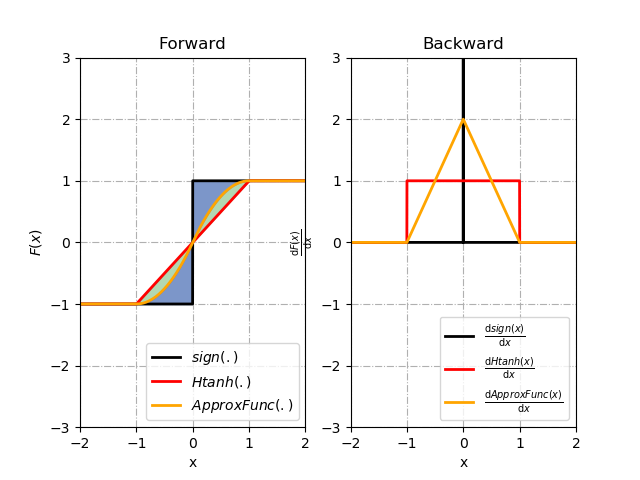 Forward
3
2
1
0
−1
−2
−3
F(x)
−2 −1 0 1 2
x
sign(.)
Htanh(.)
ApproxFunc(.)
Backward
3
2
1
0
−1
−2
−3
dF(x)/dx
−2 −1 0 1 2
x
dsign(x)/dx
dHtanh(x)/dx
dApproxFunc(x)/dx